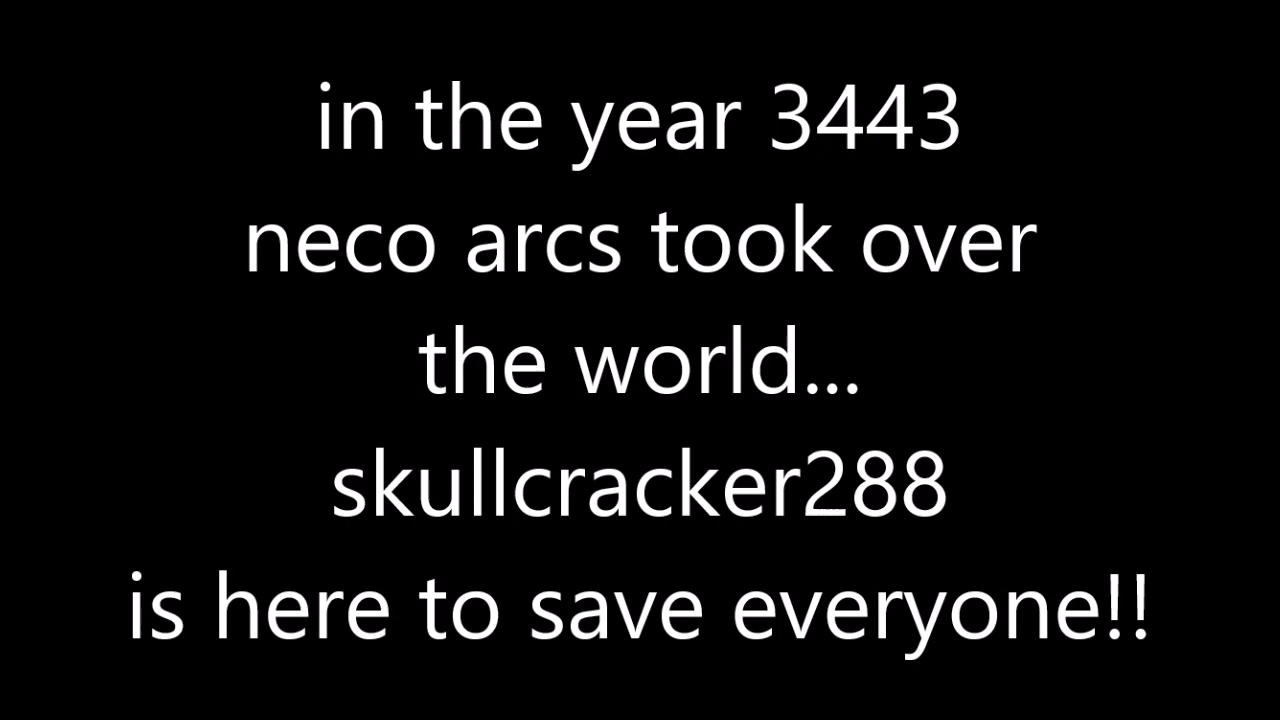 in the year 3443
neco arcs took over
the world...
skullcracker288
is here to save everyone!!